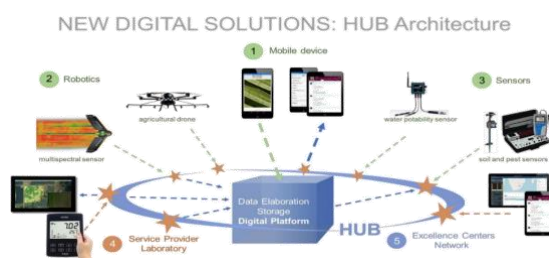 NEW DIGITAL SOLUTIONS: HUB Architecture
1 Mobile device
2 Robotics
3 Sensors
agricultural drone
water potability sensor
multispectral sensor
soil and pest sensors
Data Elaboration
Storage
Digital Platform
HUB
4 Service Provider
Laboratory
5 Excellence Centers
Network
702